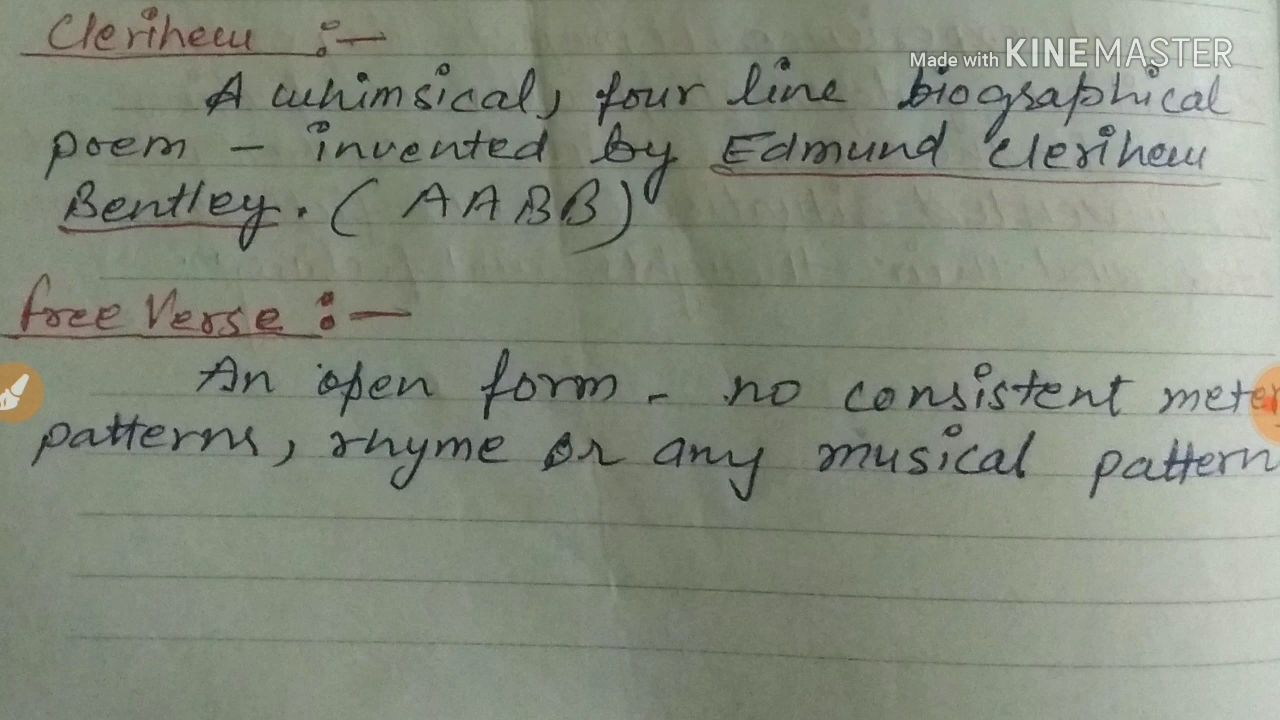 Clerihew :-
Made with KINEMASTER
A whimsical, four line biographical
poem - invented by Edmund Clerihew
Bentley. (AABB)
free Verse :-
An open form - no consistent meter
patterns, rhyme or any musical pattern